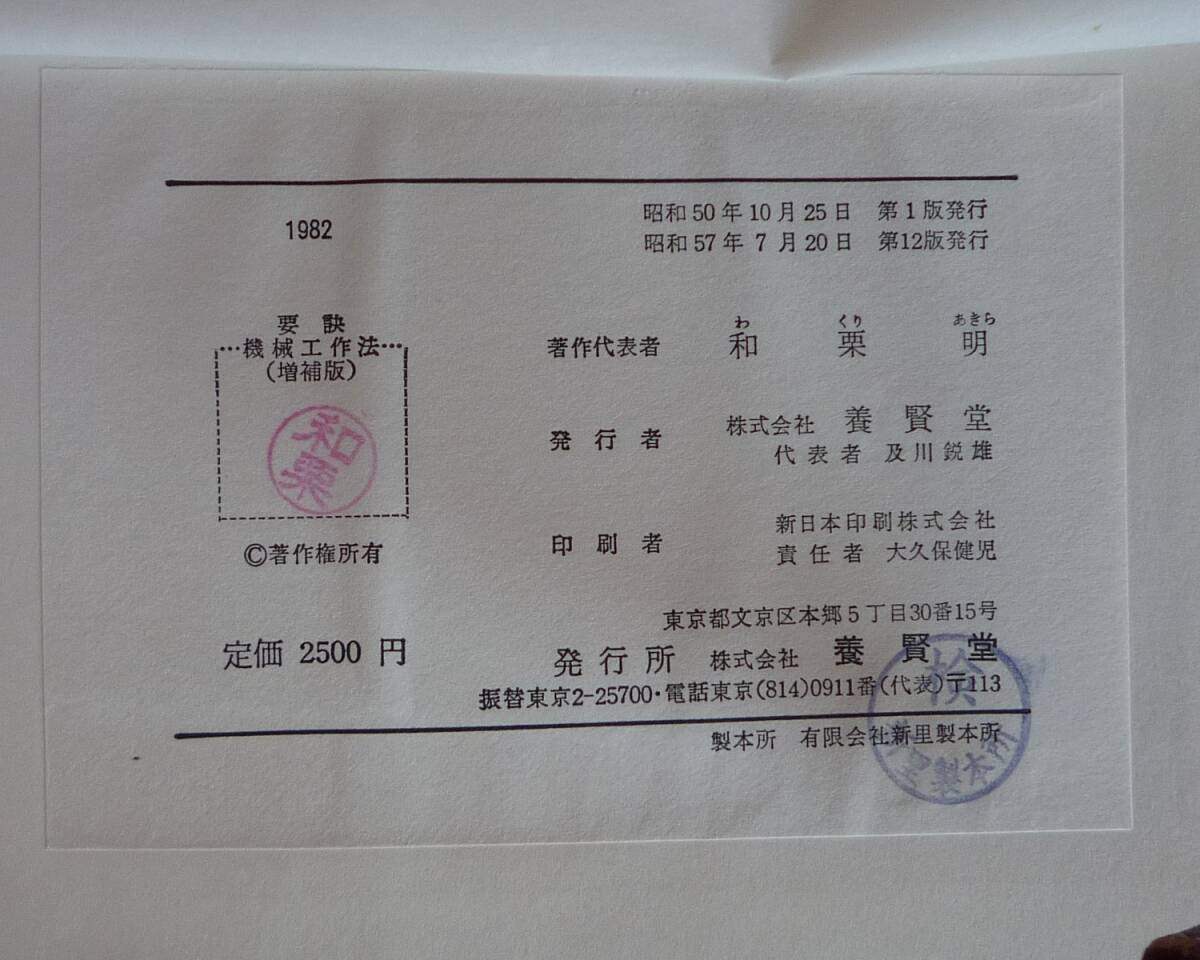 1982
昭和50年10月25日 第1版発行
昭和57年7月20日 第12版発行
要訣
…機械工作法…
(増補版)
和栗
©著作権所有
定価 2500 円
わ くり あきら
著作代表者 和栗明
発行者 株式会社 養賢堂
代表者 及川鋭雄
印刷者 新日本印刷株式会社
責任者 大久保健児
東京都文京区本郷5丁目30番15号
発行所 株式会社 養賢堂
振替東京2-25700・電話東京(814)0911番(代表)〒113
製本所 有限会社新里製本所
検
新里製本所